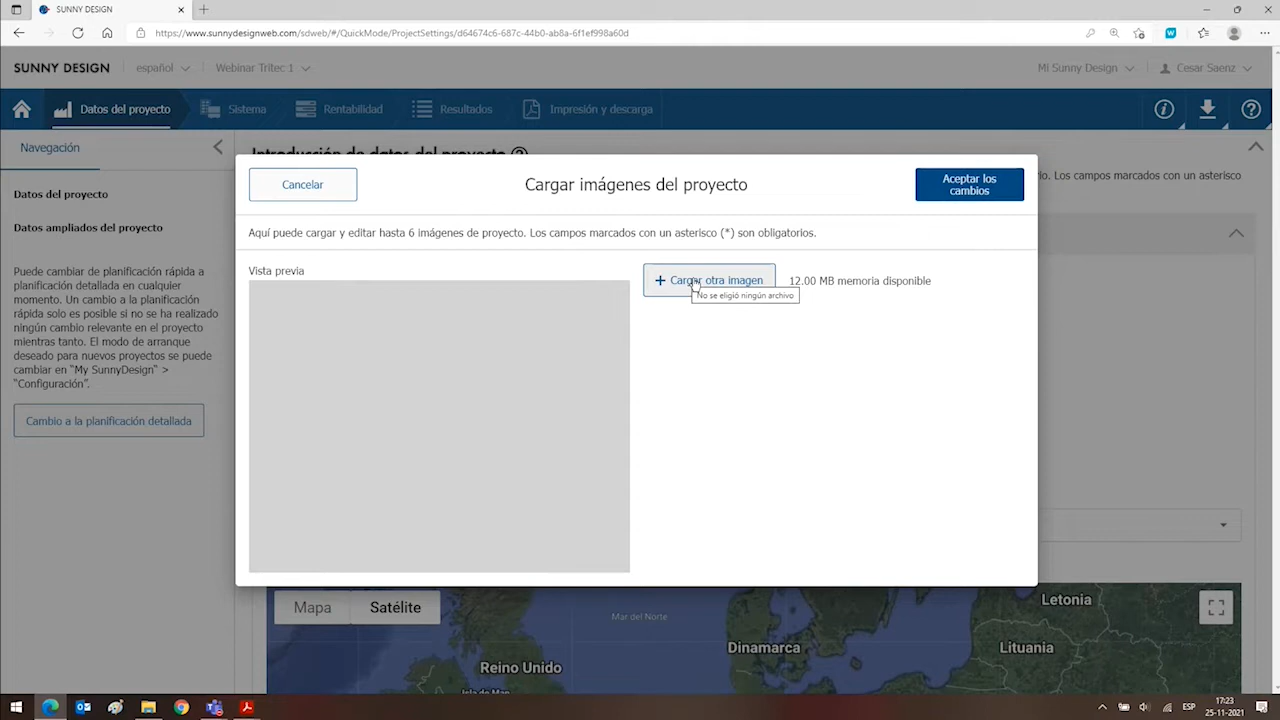 SUNNY DESIGN
https://www.sunnydesignweb.com/sdweb/#/QuickMode/ProjectSettings/d64674c6-687c-44b0-ab8a-6f1ef998a60d
SUNNY DESIGN
español
Webinar Tritec 1
Mi Sunny Design
Cesar Saenz
Datos del proyecto
Sistema
Rentabilidad
Resultados
Impresión y descarga
Navegación
Introducción de datos del proyecto
Datos del proyecto
Datos ampliados del proyecto
Puede cambiar de planificación rápida a
planificación detallada en cualquier
momento. Un cambio a la planificación
rápida solo es posible si no se ha realizado
ningún cambio relevante en el proyecto
mientras tanto. El modo de arranque
deseado para nuevos proyectos se puede
cambiar en "My SunnyDesign" >
"Configuración".
Cambio a la planificación detallada
Los campos marcados con un asterisco
Cancelar
Cargar imágenes del proyecto
Aceptar los
cambios
Aquí puede cargar y editar hasta 6 imágenes de proyecto. Los campos marcados con un asterisco (*) son obligatorios.
Vista previa
+ Cargar otra imagen
12.00 MB memoria disponible
No se eligió ningún archivo
Mapa
Satélite
Mar del Norte
Letonia
Dinamarca
Lituania
Reino Unido
Isla de Man
ESP
17:23
25-11-2021